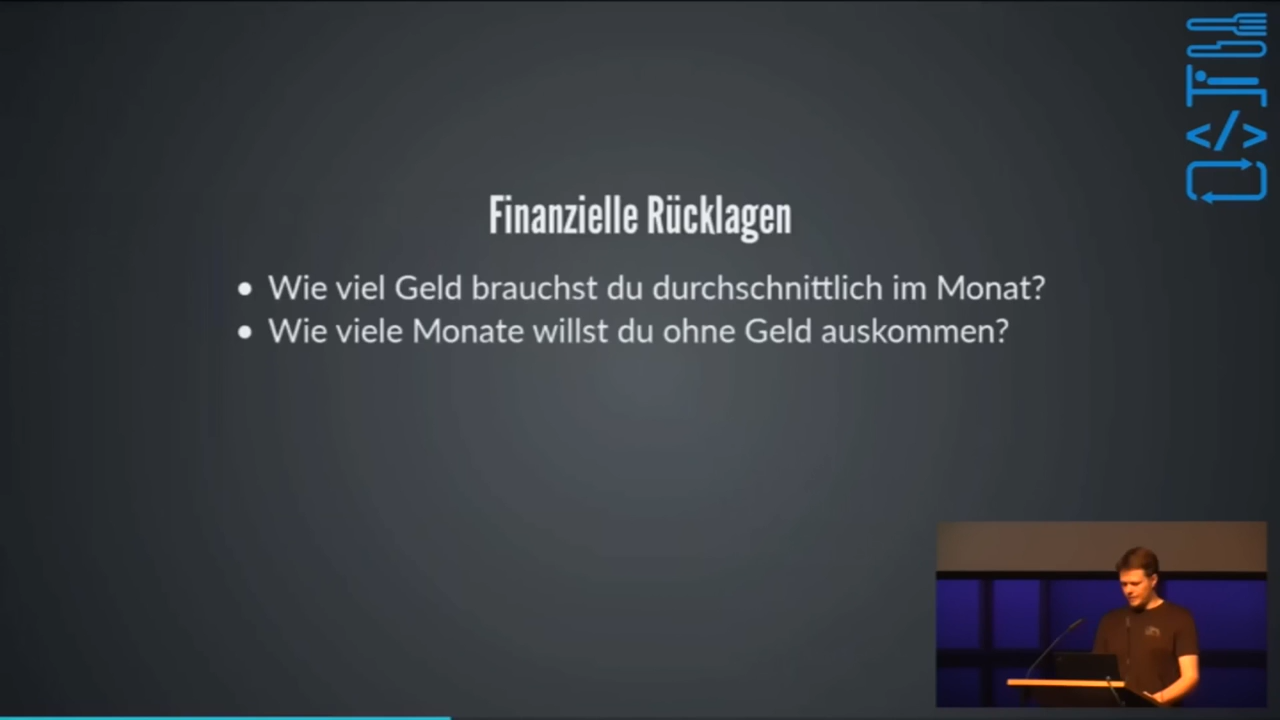 Finanzielle Rücklagen
Wie viel Geld brauchst du durchschnittlich im Monat?
Wie viele Monate willst du ohne Geld auskommen?